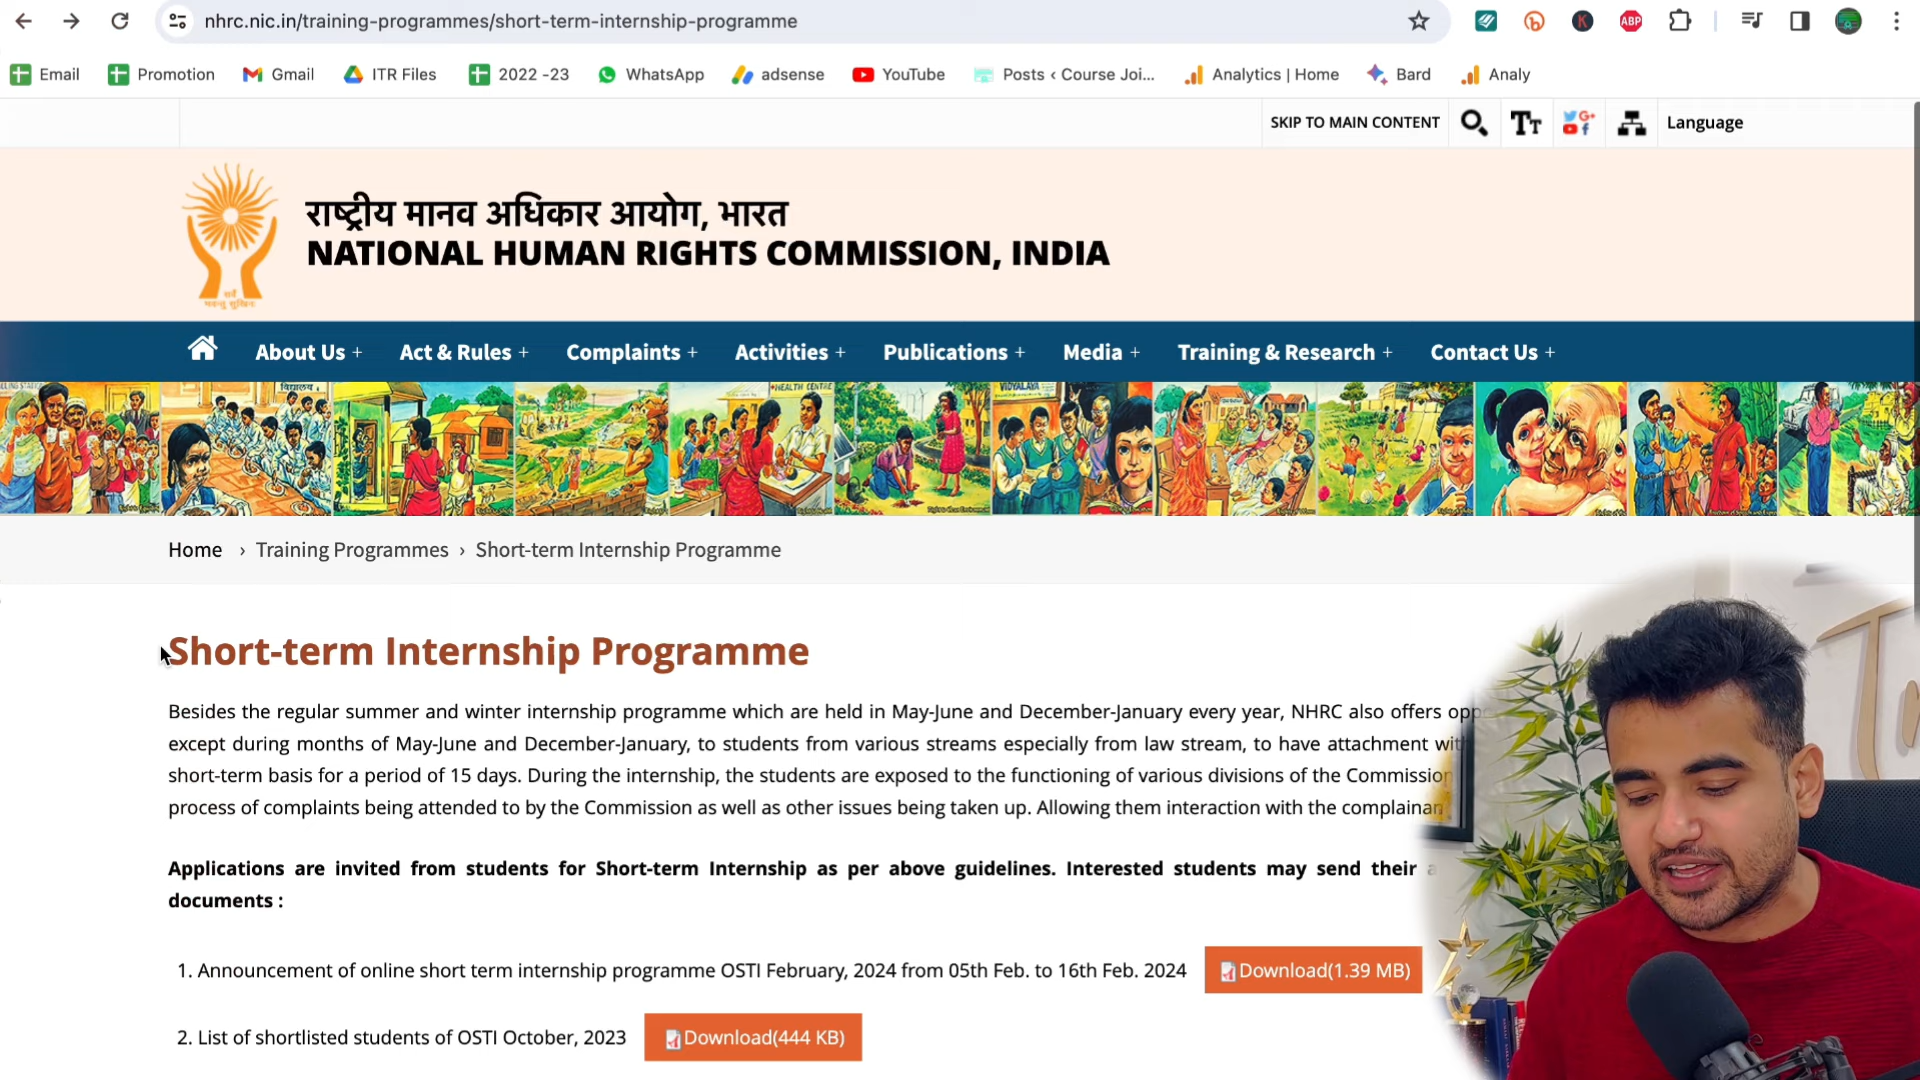 nhrc.nic.in/training-programmes/short-term-internship-programme
Email Promotion Gmail ITR Files 2022 -23 WhatsApp adsense YouTube Posts ‹ Course Joi... Analytics | Home Bard Analy
ABP
SKIP TO MAIN CONTENT Language
राष्ट्रीय मानव अधिकार आयोग, भारत
NATIONAL HUMAN RIGHTS COMMISSION, INDIA
About Us + Act & Rules + Complaints + Activities + Publications + Media + Training & Research + Contact Us +
विद्यालय HEALTH CENTRE VIDYALAYA
Home › Training Programmes › Short-term Internship Programme
Short-term Internship Programme
Besides the regular summer and winter internship programme which are held in May-June and December-January every year, NHRC also offers
except during months of May-June and December-January, to students from various streams especially from law stream, to have attachment
short-term basis for a period of 15 days. During the internship, the students are exposed to the functioning of various divisions of the Commission
process of complaints being attended to by the Commission as well as other issues being taken up. Allowing them interaction with the
Applications are invited from students for Short-term Internship as per above guidelines. Interested students may send their
documents :
1. Announcement of online short term internship programme OSTI February, 2024 from 05th Feb. to 16th Feb. 2024 Download(1.39 MB)
2. List of shortlisted students of OSTI October, 2023 Download(444 KB)